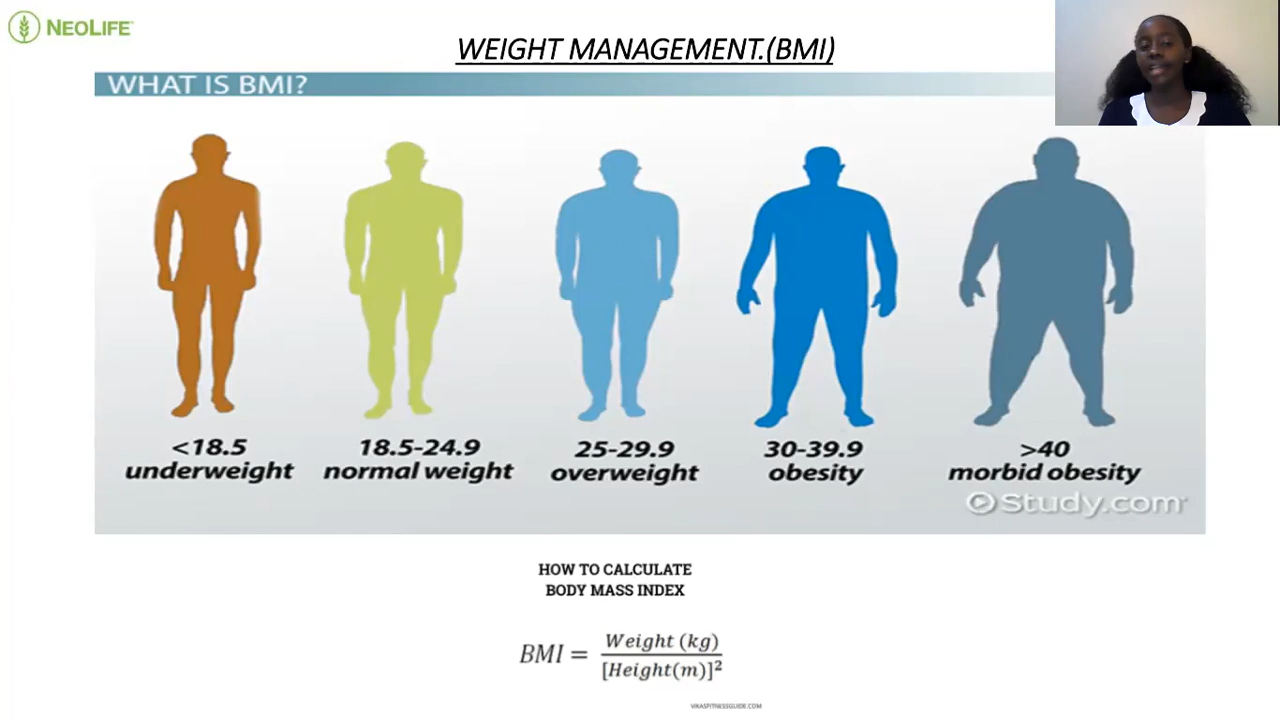 NEOLIFE
WEIGHT MANAGEMENT.(BMI)
WHAT IS BMI?
<18.5
underweight
18.5-24.9
normal weight
25-29.9
overweight
30-39.9
obesity
>40
morbid obesity
Study.com
HOW TO CALCULATE
BODY MASS INDEX
BMI = Weight (kg) / [Height(m)]²
VIKASFITNESSGUIDE.COM